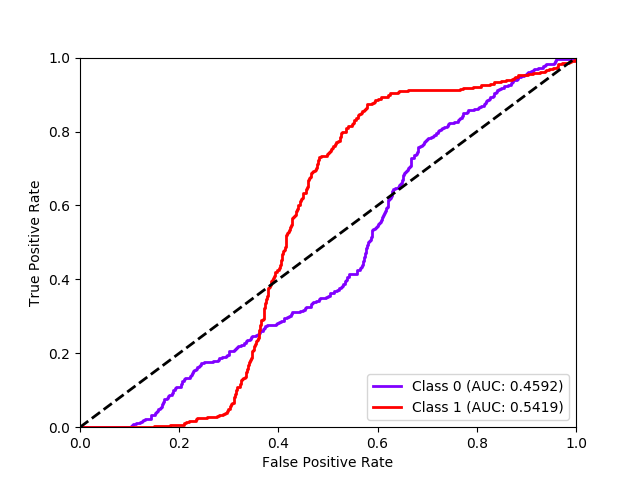 1.0
0.8
0.6
0.4
0.2
0.0
True Positive Rate
0.0 0.2 0.4 0.6 0.8 1.0
False Positive Rate
Class 0 (AUC: 0.4592)
Class 1 (AUC: 0.5419)